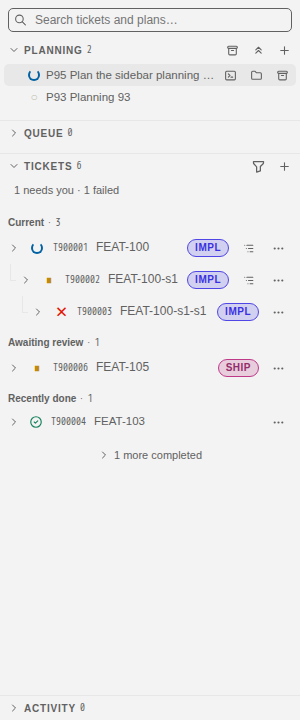 Search tickets and plans…
PLANNING 2
P95 Plan the sidebar planning …
P93 Planning 93
QUEUE 0
TICKETS 6
1 needs you · 1 failed
Current · 3
T900001 FEAT-100 IMPL
T900002 FEAT-100-s1 IMPL
T900003 FEAT-100-s1-s1 IMPL
Awaiting review · 1
T900006 FEAT-105 SHIP
Recently done · 1
T900004 FEAT-103
1 more completed
ACTIVITY 0